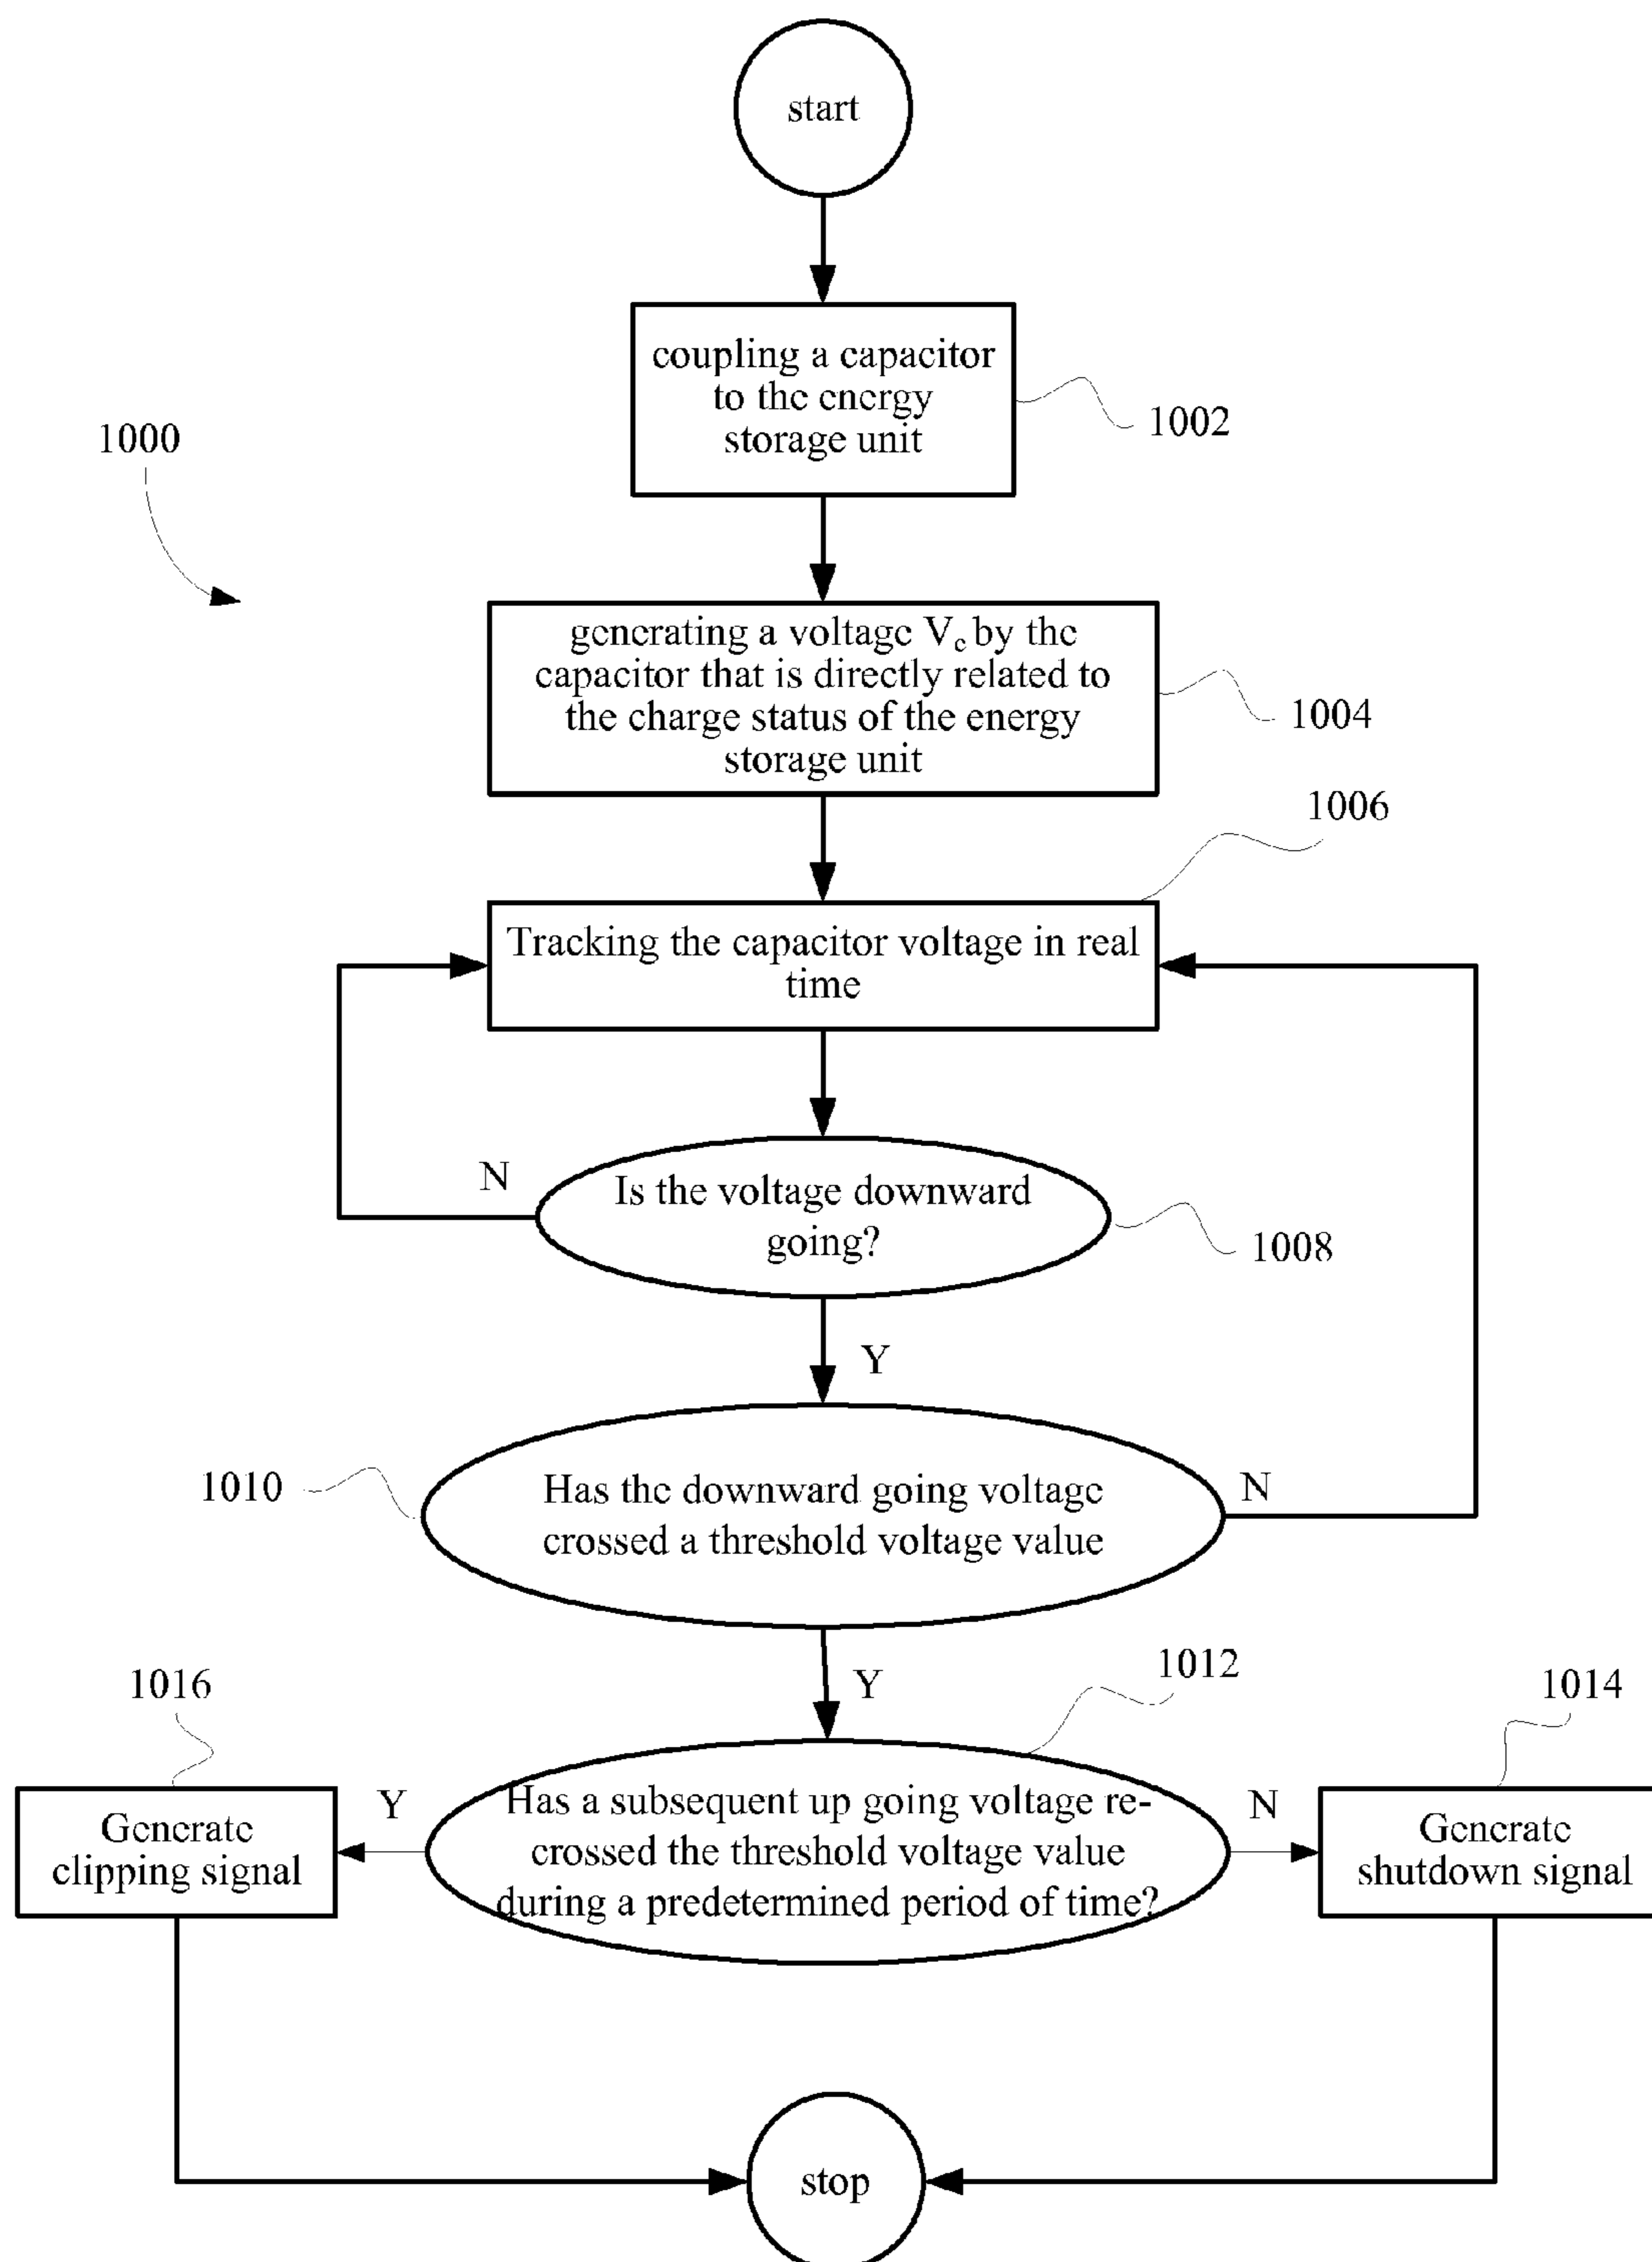 start
coupling a capacitor
to the energy
storage unit
1002
1000
generating a voltage Vc by the
capacitor that is directly related to
the charge status of the energy
storage unit
1004
1006
Tracking the capacitor voltage in real
time
N
Is the voltage downward
going?
1008
Y
1010
Has the downward going voltage
crossed a threshold voltage value
N
Y
1016
1012
1014
Generate
clipping signal
Y
Has a subsequent up going voltage re-
crossed the threshold voltage value
during a predetermined period of time?
N
Generate
shutdown signal
stop